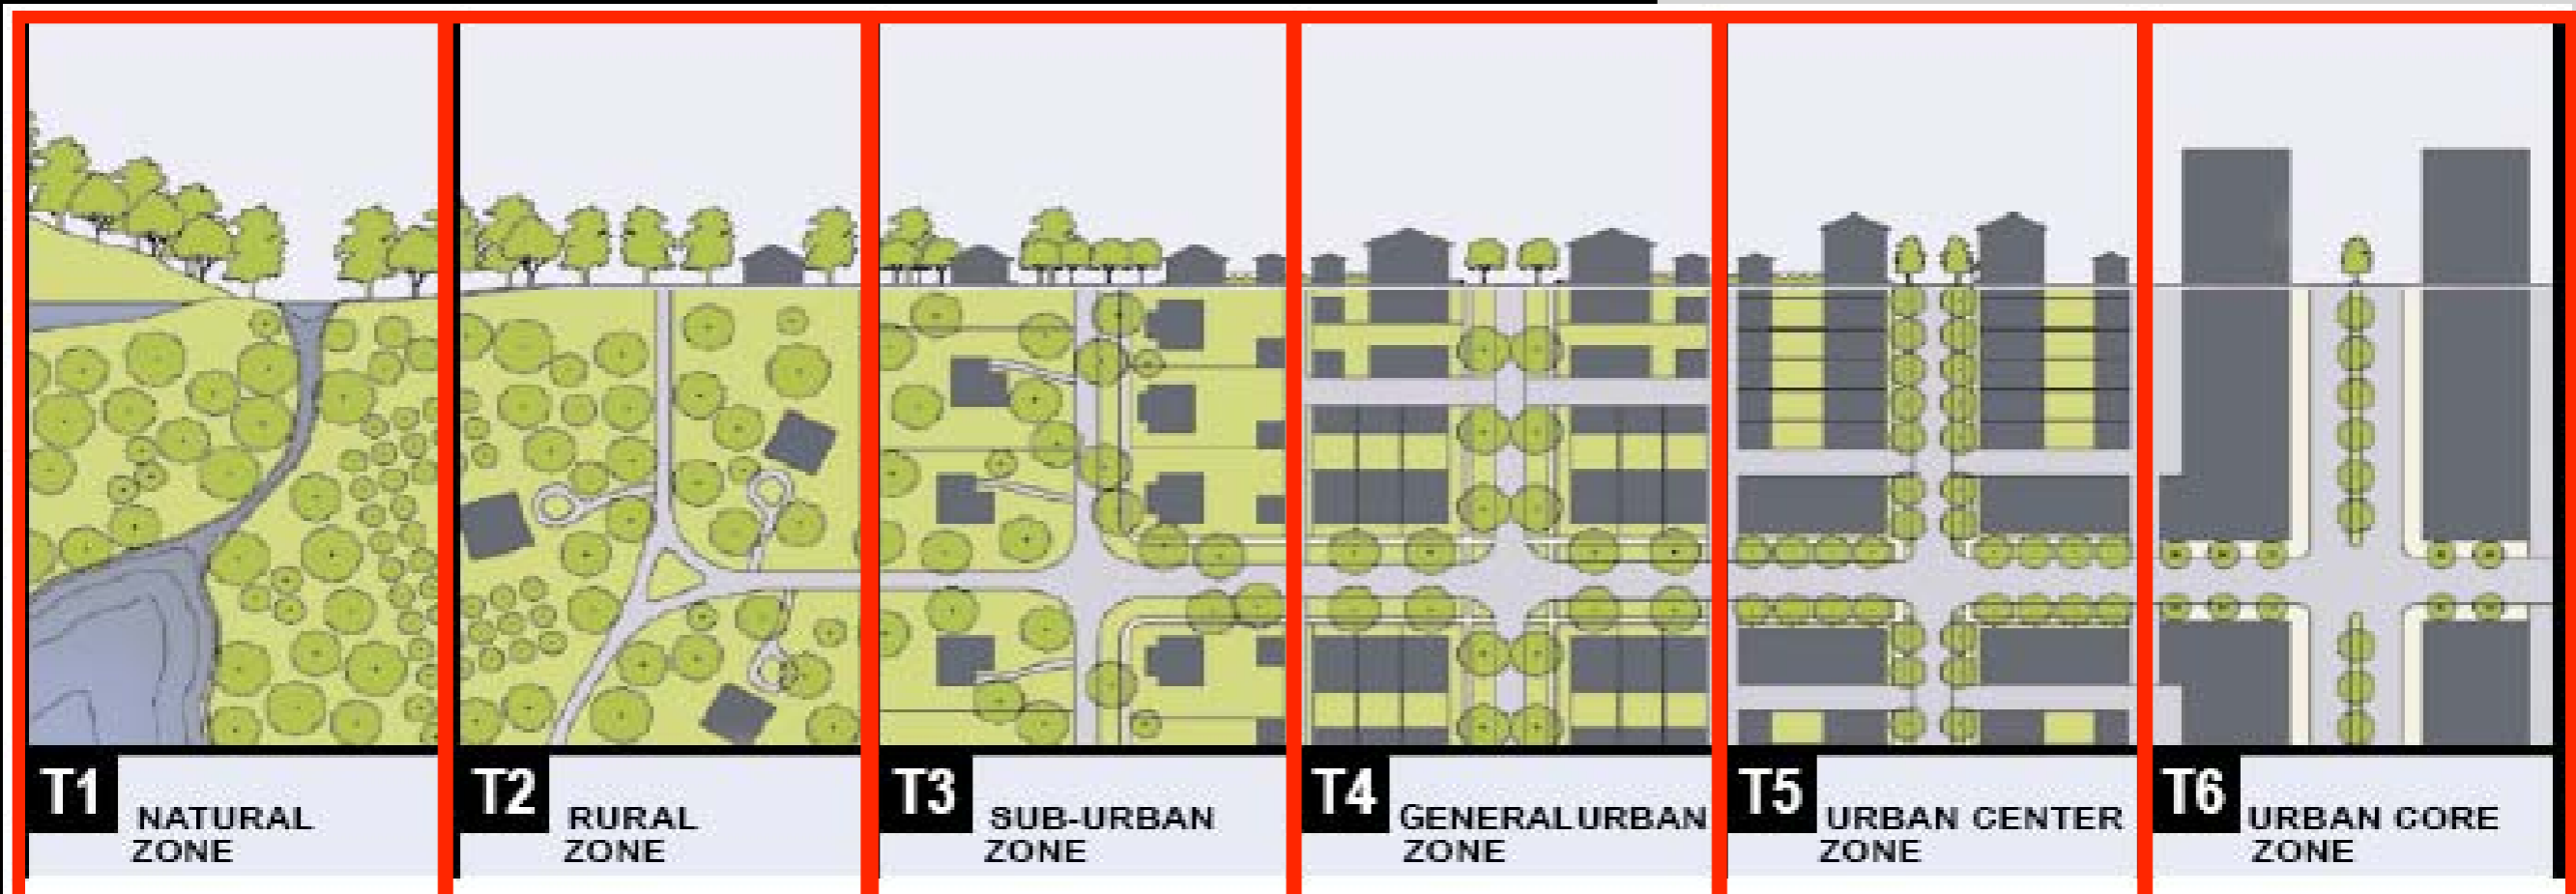 T1 NATURAL
ZONE
T2 RURAL
ZONE
T3 SUB-URBAN
ZONE
T4 GENERAL URBAN
ZONE
T5 URBAN CENTER
ZONE
T6 URBAN CORE
ZONE